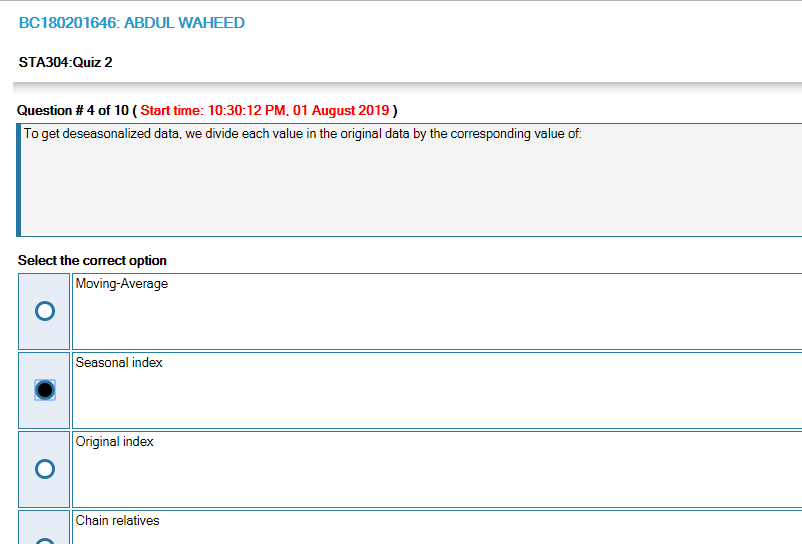 BC180201646: ABDUL WAHEED
STA304:Quiz 2
Question # 4 of 10 ( Start time: 10:30:12 PM, 01 August 2019 )
To get deseasonalized data, we divide each value in the original data by the corresponding value of:
Select the correct option
Moving-Average
Seasonal index
Original index
Chain relatives